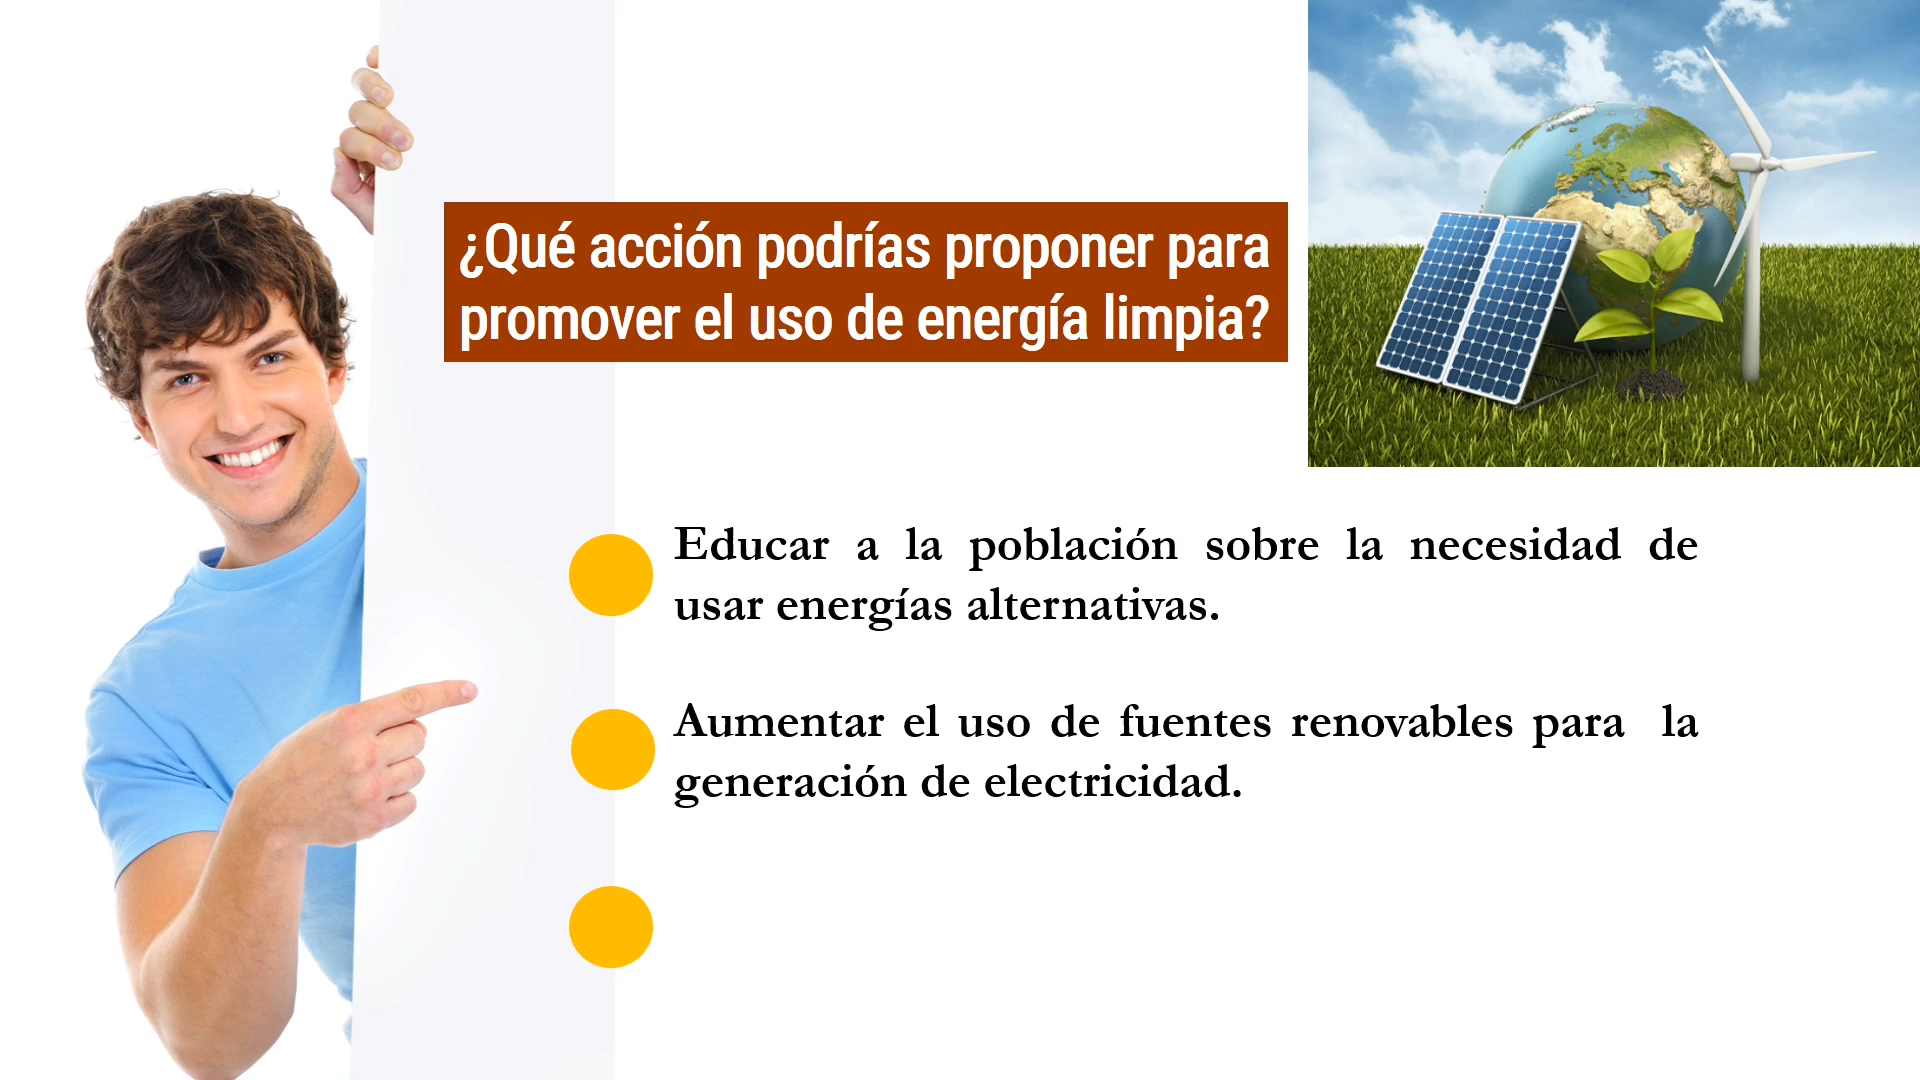 ¿Qué acción podrías proponer para
promover el uso de energía limpia?
Educar a la población sobre la necesidad de
usar energías alternativas.
Aumentar el uso de fuentes renovables para la
generación de electricidad.